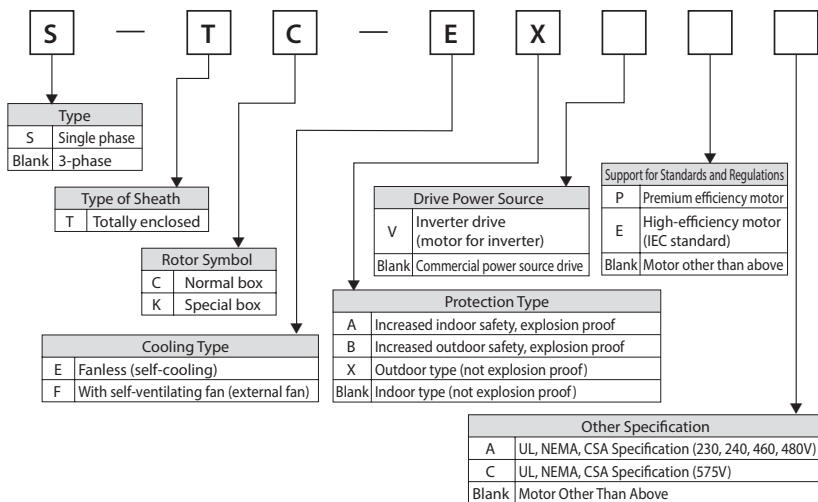 S — T C — E X
Type
S Single phase
Blank 3-phase
Type of Sheath
T Totally enclosed
Rotor Symbol
C Normal box
K Special box
Cooling Type
E Fanless (self-cooling)
F With self-ventilating fan (external fan)
Drive Power Source
V Inverter drive
(motor for inverter)
Blank Commercial power source drive
Protection Type
A Increased indoor safety, explosion proof
B Increased outdoor safety, explosion proof
X Outdoor type (not explosion proof)
Blank Indoor type (not explosion proof)
Support for Standards and Regulations
P Premium efficiency motor
E High-efficiency motor
(IEC standard)
Blank Motor other than above
Other Specification
A UL, NEMA, CSA Specification (230, 240, 460, 480V)
C UL, NEMA, CSA Specification (575V)
Blank Motor Other Than Above